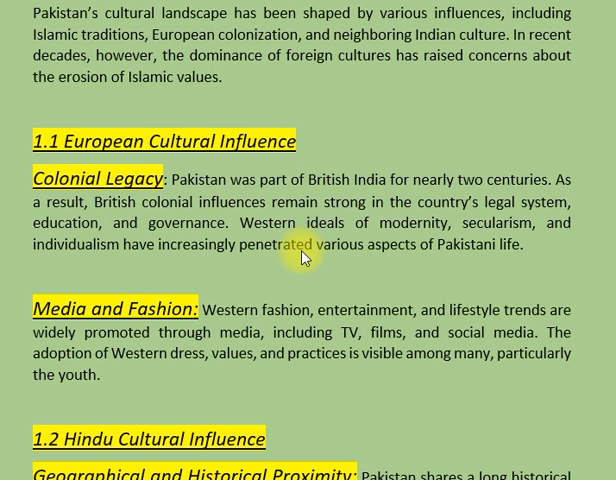 Pakistan’s cultural landscape has been shaped by various influences, including
Islamic traditions, European colonization, and neighboring Indian culture. In recent
decades, however, the dominance of foreign cultures has raised concerns about
the erosion of Islamic values.
1.1 European Cultural Influence
Colonial Legacy: Pakistan was part of British India for nearly two centuries. As
a result, British colonial influences remain strong in the country’s legal system,
education, and governance. Western ideals of modernity, secularism, and
individualism have increasingly penetrated various aspects of Pakistani life.
Media and Fashion: Western fashion, entertainment, and lifestyle trends are
widely promoted through media, including TV, films, and social media. The
adoption of Western dress, values, and practices is visible among many, particularly
the youth.
1.2 Hindu Cultural Influence
Geographical and Historical Proximity: Pakistan shares a long historical